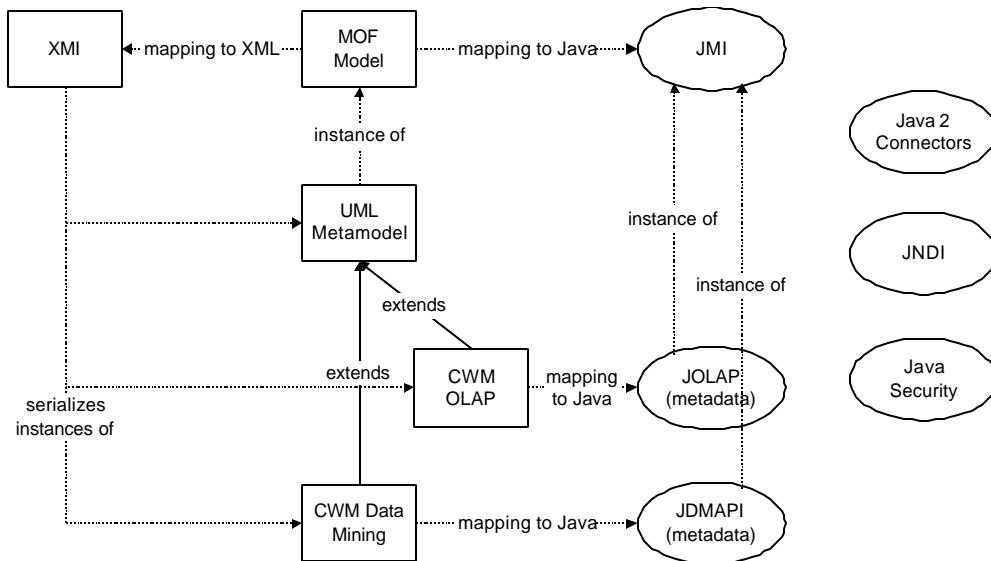 XMI
mapping to XML
MOF
Model
mapping to Java
JMI
Java 2
Connectors
instance of
UML
Metamodel
instance of
JNDI
instance of
extends
extends
CWM
OLAP
mapping
to Java
JOLAP
(metadata)
Java
Security
serializes
instances of
CWM Data
Mining
mapping to Java
JDMAPI
(metadata)